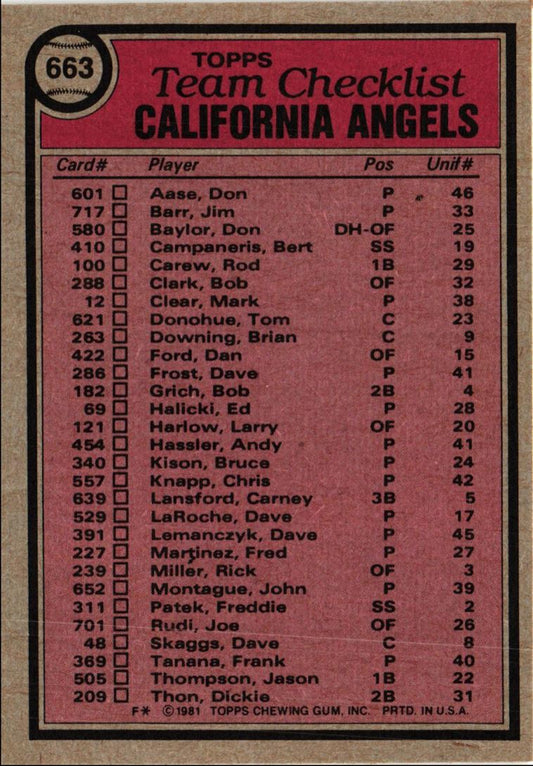 663
TOPPS
Team Checklist
CALIFORNIA ANGELS
Card# Player Pos Unif#
601 Aase, Don P 46
717 Barr, Jim P 33
580 Baylor, Don DH-OF 25
410 Campaneris, Bert SS 19
100 Carew, Rod 1B 29
288 Clark, Bob OF 32
12 Clear, Mark P 38
621 Donohue, Tom C 23
263 Downing, Brian C 9
422 Ford, Dan OF 15
286 Frost, Dave P 41
182 Grich, Bob 2B 4
69 Halicki, Ed P 28
121 Harlow, Larry OF 20
454 Hassler, Andy P 41
340 Kison, Bruce P 24
557 Knapp, Chris P 42
639 Lansford, Carney 3B 5
529 LaRoche, Dave P 17
391 Lemanczyk, Dave P 45
227 Martinez, Fred P 27
239 Miller, Rick OF 3
652 Montague, John P 39
311 Patek, Freddie SS 2
701 Rudi, Joe OF 26
48 Skaggs, Dave C 8
369 Tanana, Frank P 40
505 Thompson, Jason 1B 22
209 Thon, Dickie 2B 31
F* ©1981 TOPPS CHEWING GUM, INC. PRTD. IN U.S.A.